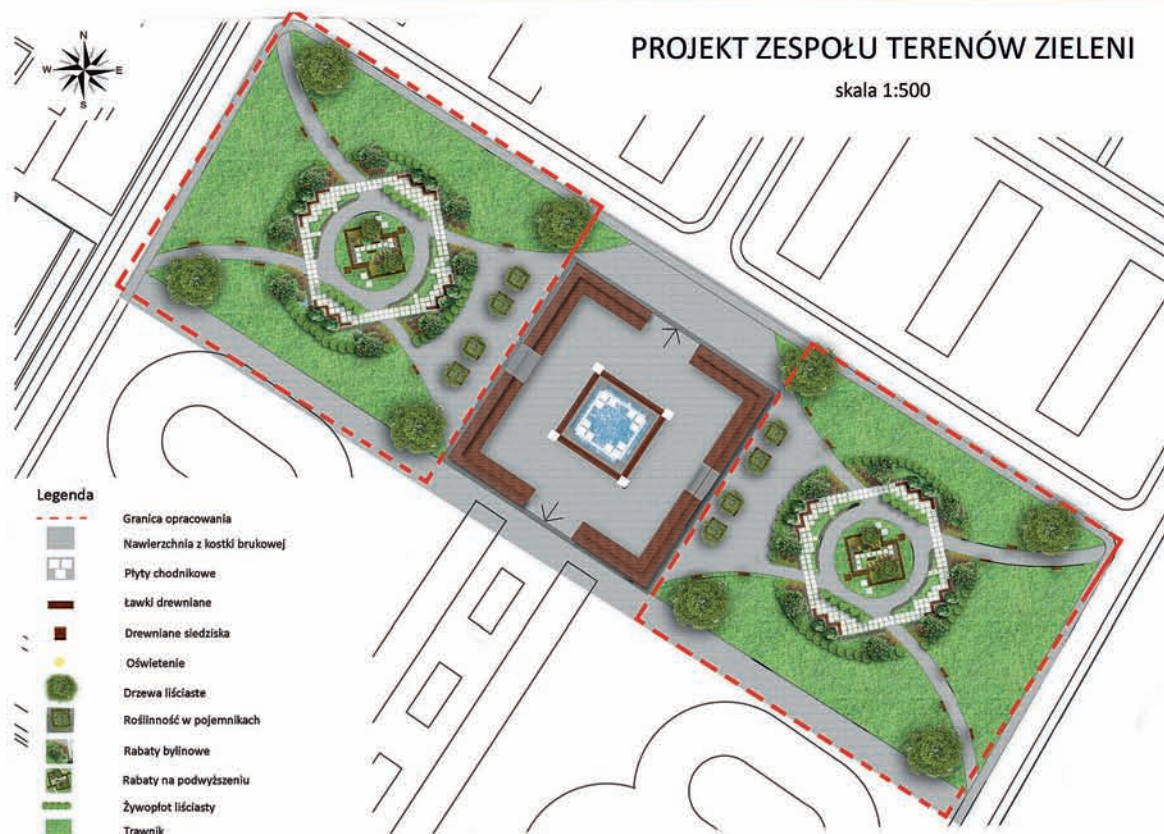 N
W E
S
PROJEKT ZESPOŁU TERENÓW ZIELENI
skala 1:500
Legenda
Granica opracowania
Nawierzchnia z kostki brukowej
Płyty chodnikowe
Ławki drewniane
Drewniane siedziska
Oświetenie
Drzewa liściaste
Roślinność w pojemnikach
Rabaty bylinowe
Rabaty na podwyższeniu
Żywopłot liściasty
Trawnik